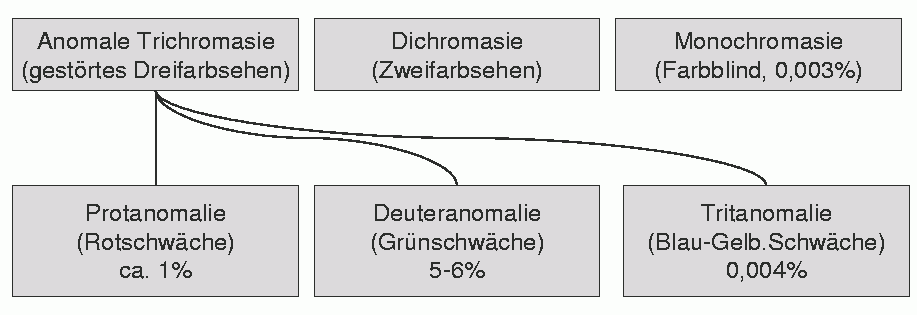 Anomale Trichromasie
(gestörtes Dreifarbsehen)
Dichromasie
(Zweifarbsehen)
Monochromasie
(Farbblind, 0,003%)
Protanomalie
(Rotschwäche)
ca. 1%
Deuteranomalie
(Grünschwäche)
5-6%
Tritanomalie
(Blau-Gelb.Schwäche)
0,004%